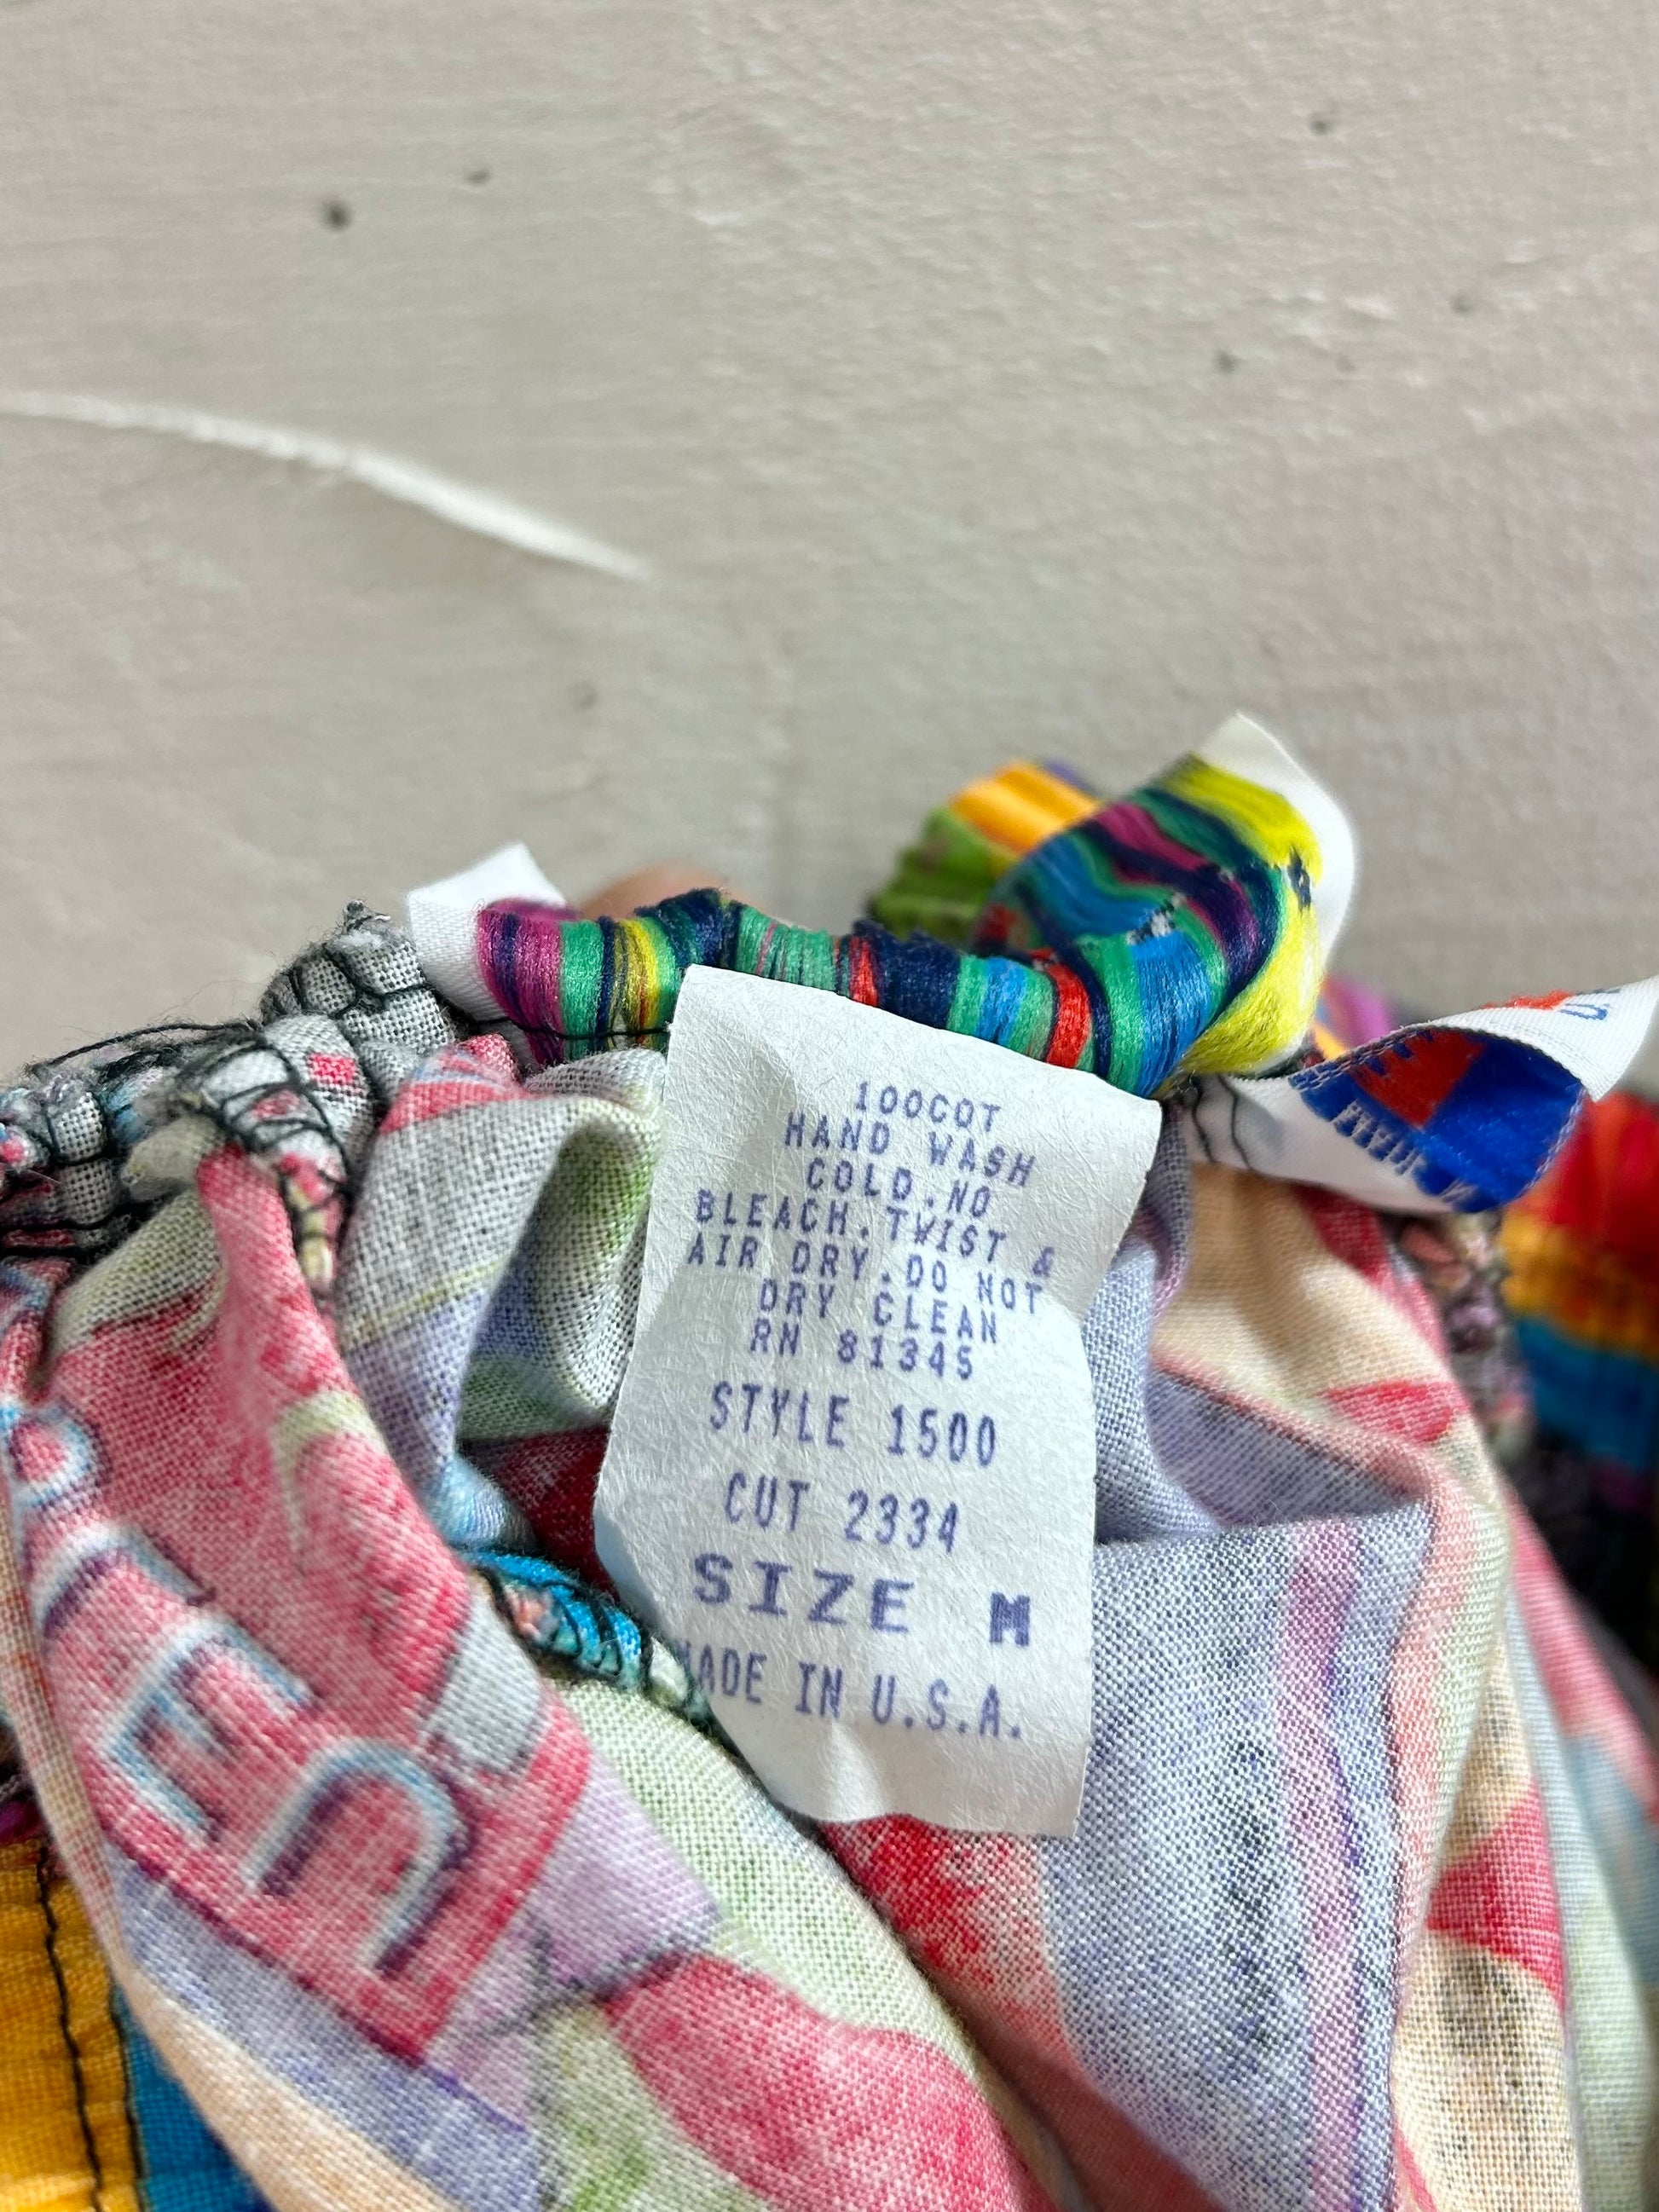 100COT
HAND WASH
COLD.NO
BLEACH.TWIST &
AIR DRY.DO NOT
DRY CLEAN
RN 81345
STYLE 1500
CUT 2334
SIZE M
MADE IN U.S.A.